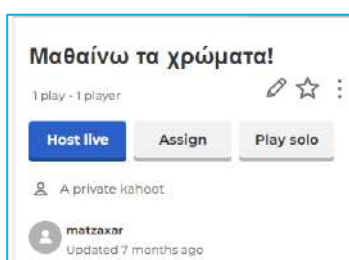 Μαθαίνω τα χρώματα!
1 play · 1 player
Host live Assign Play solo
A private kahoot
matzaxar
Updated 7 months ago